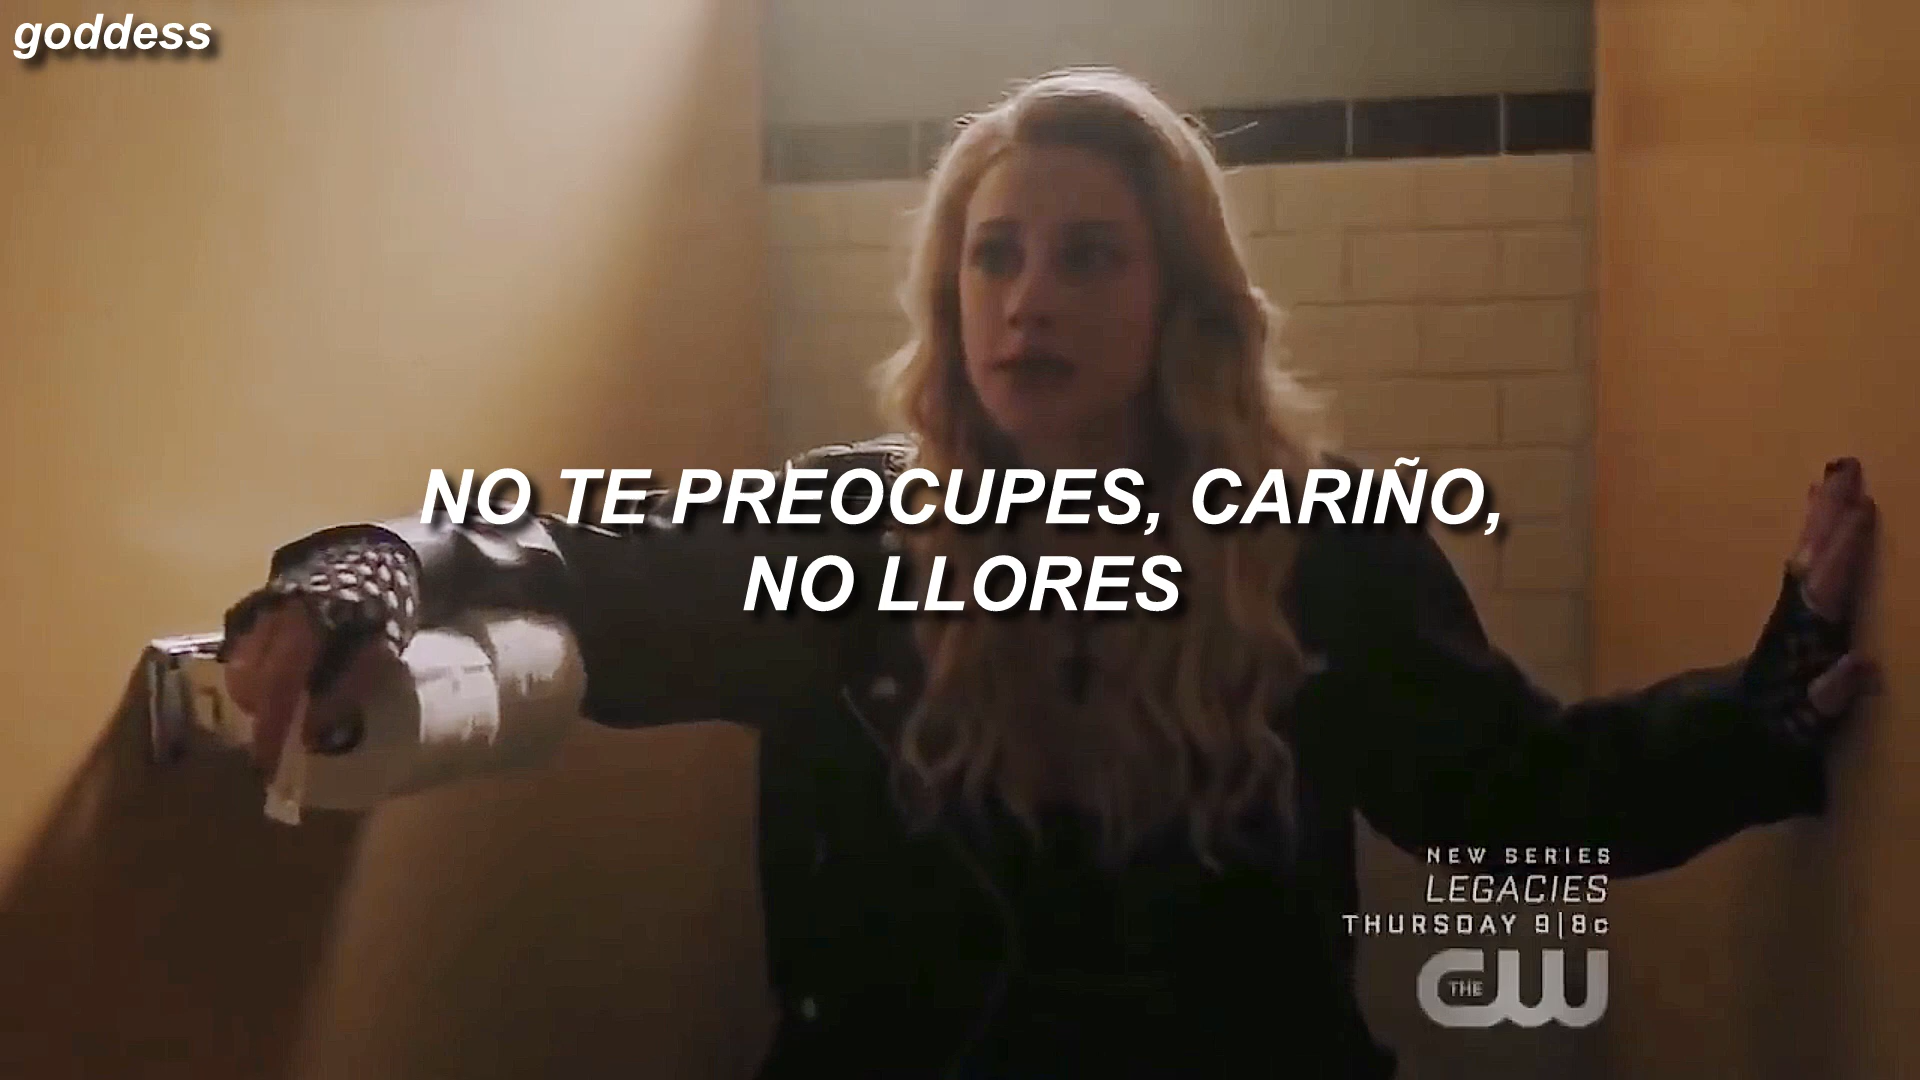 goddess
NO TE PREOCUPES, CARIÑO,
NO LLORES
NEW SERIES
LEGACIES
THURSDAY 9|8c
THE CW